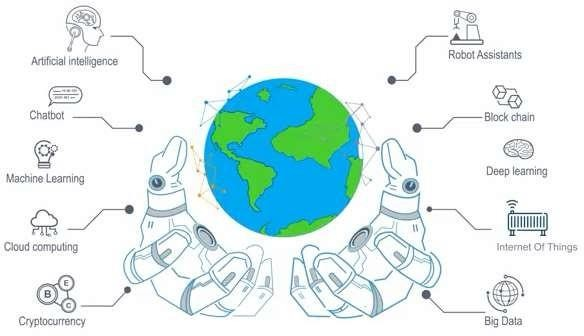 Artificial intelligence
Robot Assistants
Chatbot
Block chain
Machine Learning
Deep learning
Cloud computing
Internet Of Things
B
E
C
Cryptocurrency
Big Data